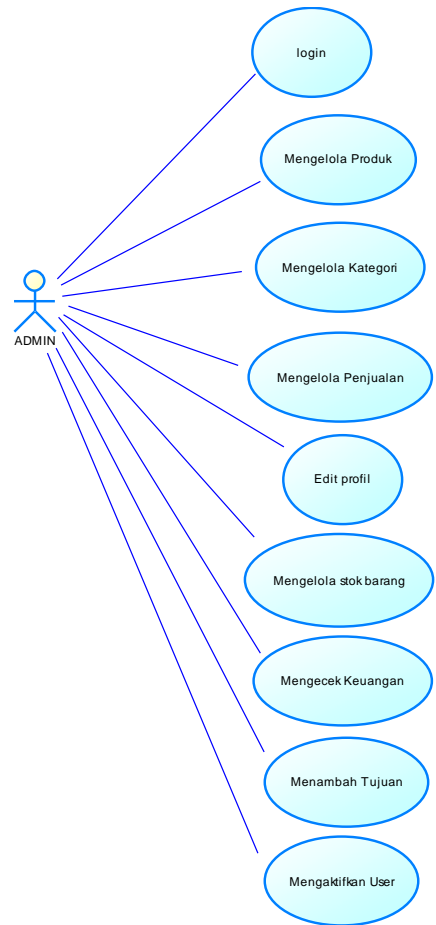 login
Mengelola Produk
Mengelola Kategori
ADMIN
Mengelola Penjualan
Edit profil
Mengelola stok barang
Mengecek Keuangan
Menambah Tujuan
Mengaktifkan User